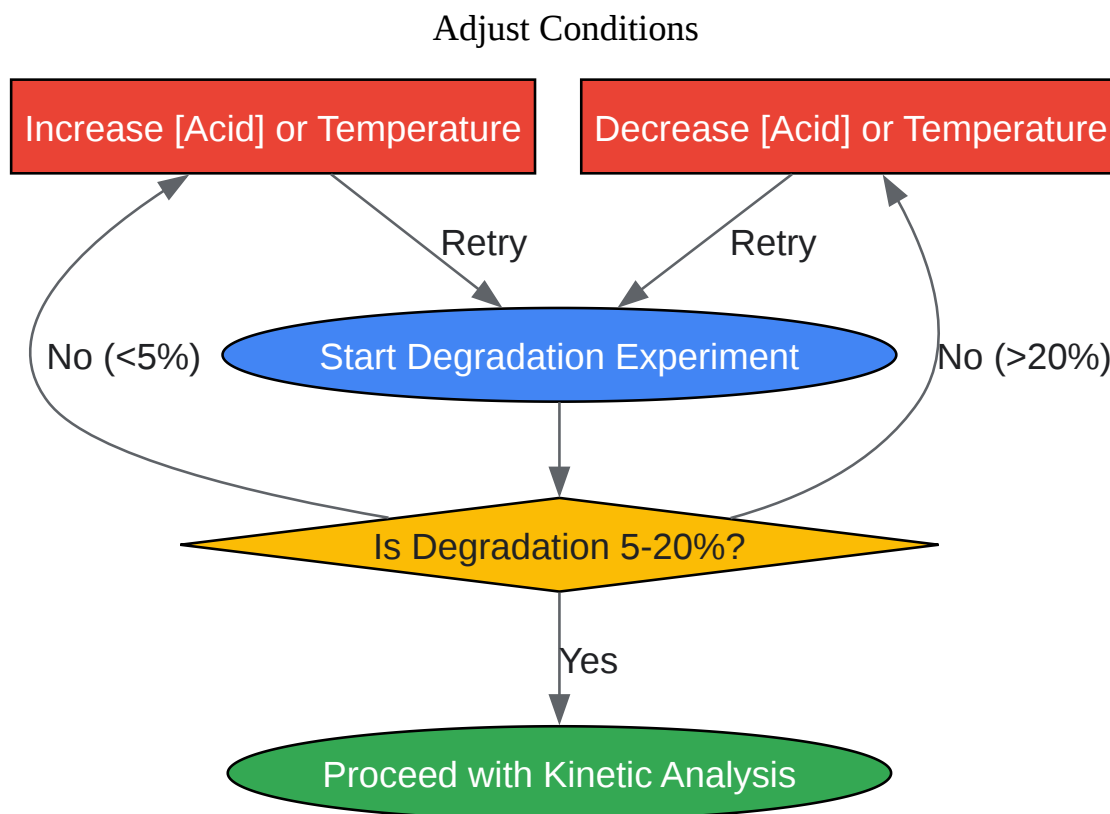 Adjust Conditions
Increase [Acid] or Temperature
Decrease [Acid] or Temperature
Retry
Retry
Start Degradation Experiment
No (<5%)
No (>20%)
Is Degradation 5-20%?
Yes
Proceed with Kinetic Analysis